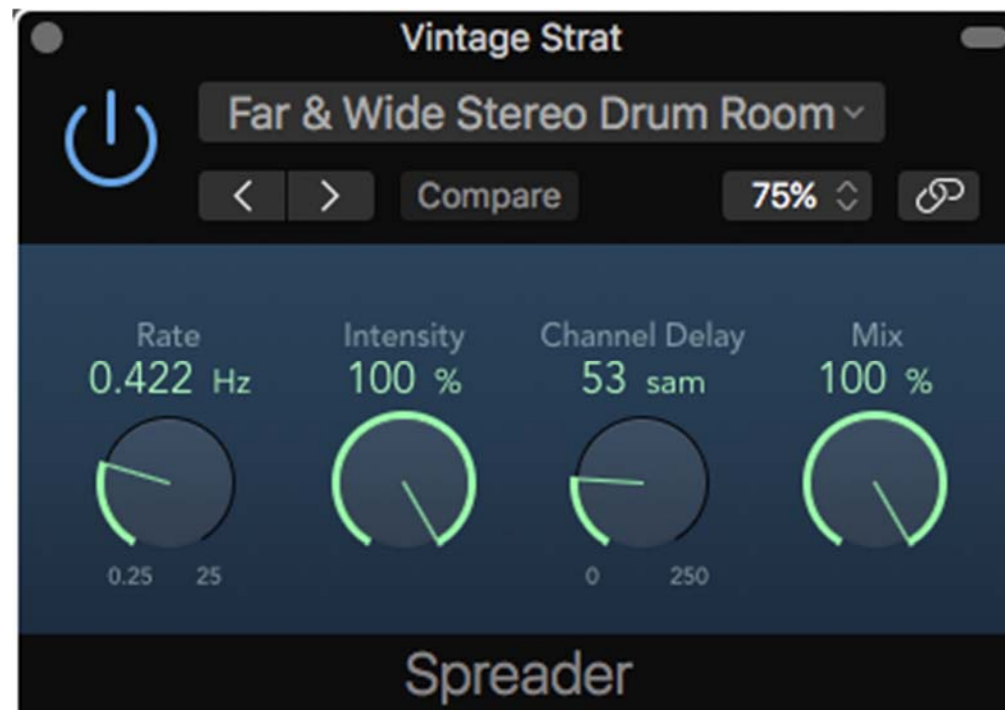 Vintage Strat
Far & Wide Stereo Drum Room
Compare 75%
Rate Intensity Channel Delay Mix
0.422 Hz 100 % 53 sam 100 %
0.25 25 0 250
Spreader